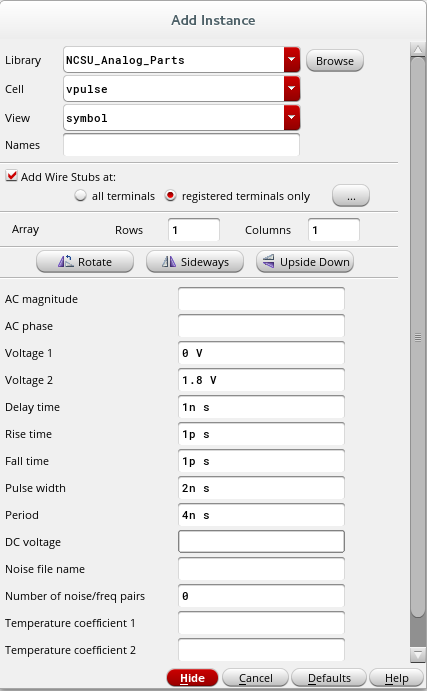 Add Instance
Library NCSU_Analog_Parts Browse
Cell vpulse
View symbol
Names
Add Wire Stubs at:
all terminals registered terminals only ...
Array Rows 1 Columns 1
Rotate Sideways Upside Down
AC magnitude
AC phase
Voltage 1 0 V
Voltage 2 1.8 V
Delay time 1n s
Rise time 1p s
Fall time 1p s
Pulse width 2n s
Period 4n s
DC voltage
Noise file name
Number of noise/freq pairs 0
Temperature coefficient 1
Temperature coefficient 2
Hide Cancel Defaults Help